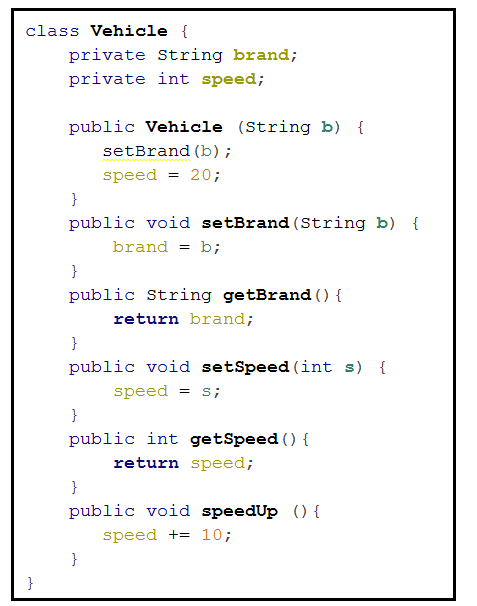 class Vehicle {
    private String brand;
    private int speed;

    public Vehicle (String b) {
       setBrand(b);
       speed = 20;
    }
    public void setBrand(String b) {
        brand = b;
    }
    public String getBrand(){
        return brand;
    }
    public void setSpeed(int s) {
        speed = s;
    }
    public int getSpeed(){
        return speed;
    }
    public void speedUp (){
       speed += 10;
    }
}